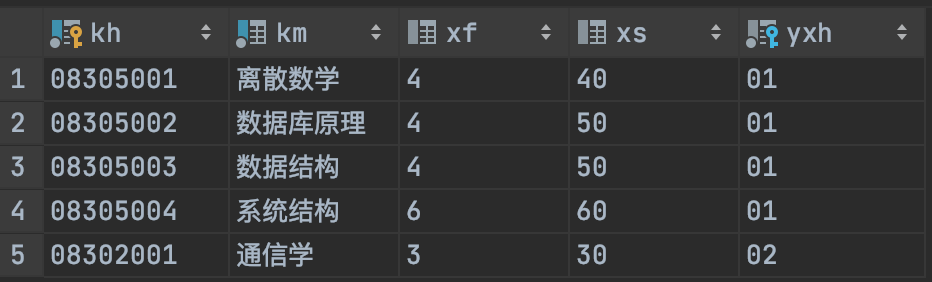 kh km xf xs yxh
1 08305001 离散数学 4 40 01
2 08305002 数据库原理 4 50 01
3 08305003 数据结构 4 50 01
4 08305004 系统结构 6 60 01
5 08302001 通信学 3 30 02